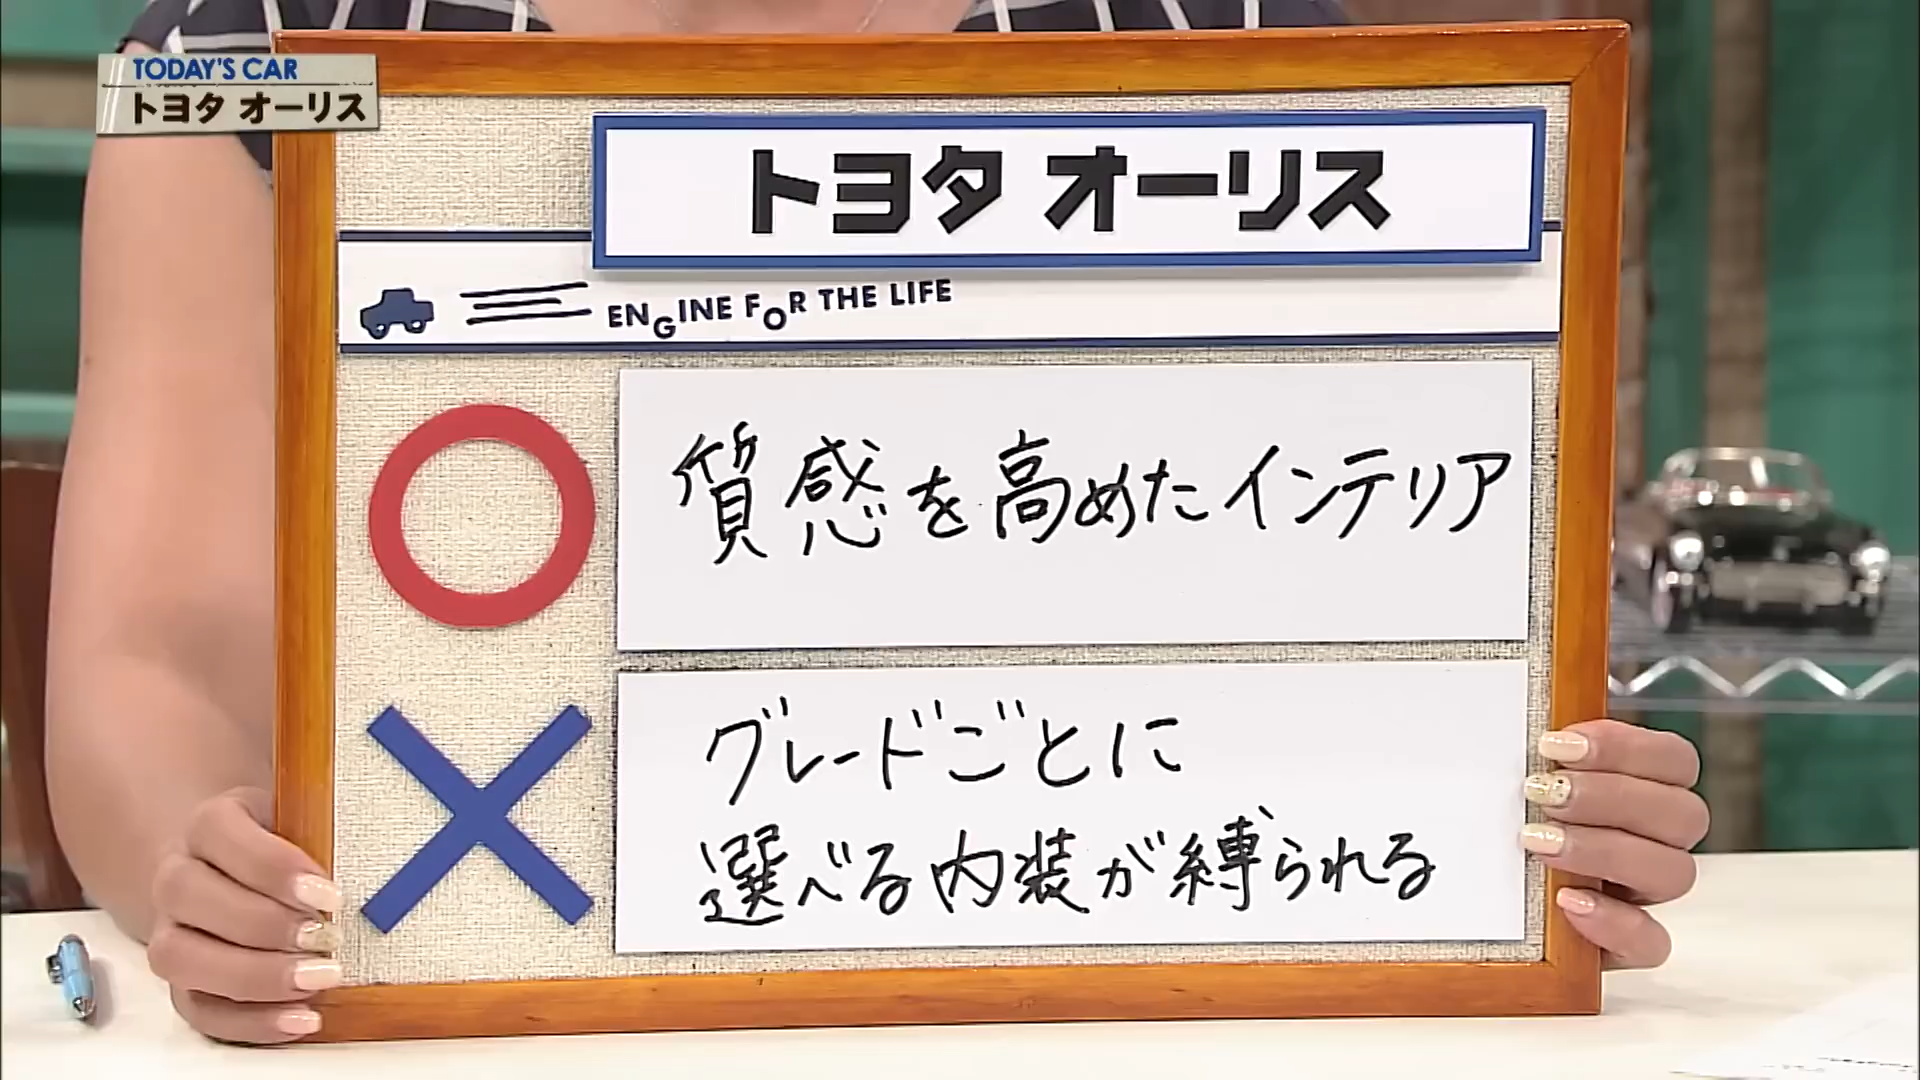 TODAY'S CAR
トヨタ オーリス
トヨタ オーリス
ENGINE FOR THE LIFE
質感を高めたインテリア
グレードごとに
選べる内装が縛られる